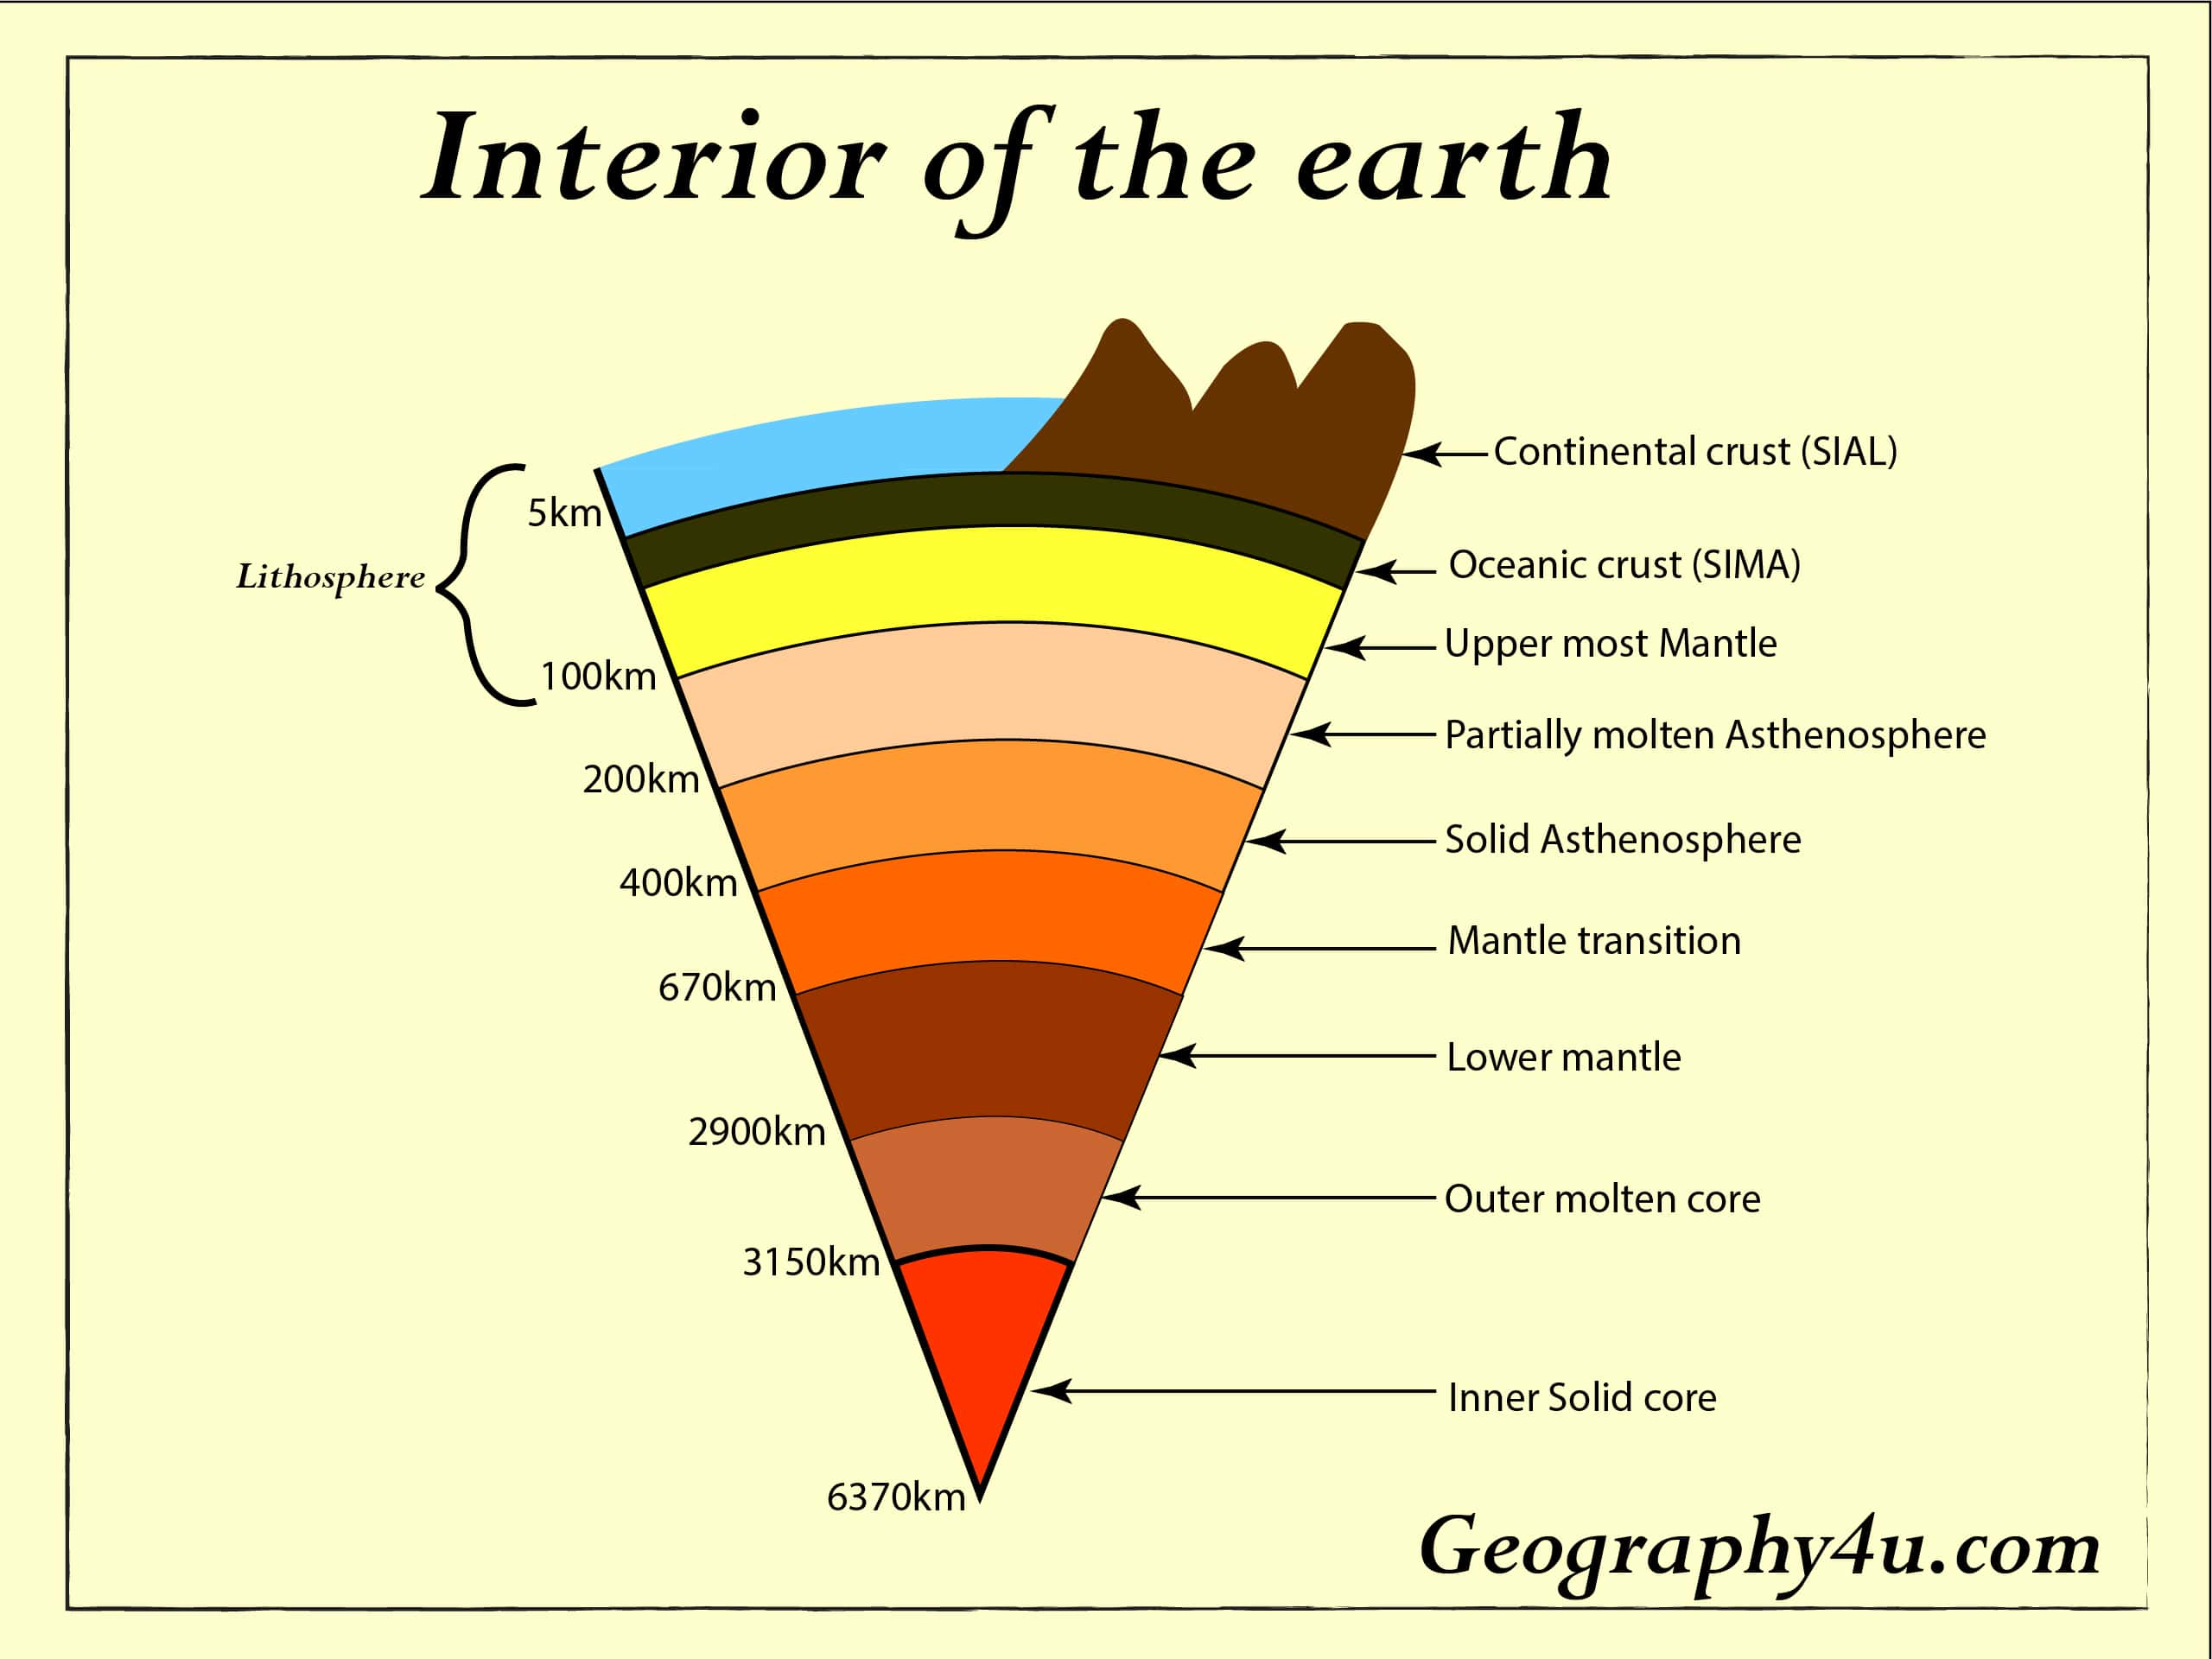 Interior of the earth
Continental crust (SIAL)
5km
Oceanic crust (SIMA)
Lithosphere
Upper most Mantle
100km
Partially molten Asthenosphere
200km
Solid Asthenosphere
400km
Mantle transition
670km
Lower mantle
2900km
Outer molten core
3150km
Inner Solid core
6370km
Geography4u.com